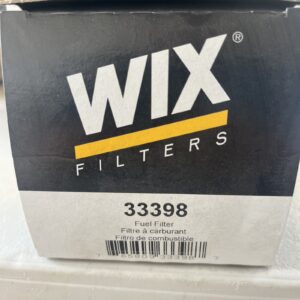 WIX®
FILTERS
33398
Fuel Filter
Filtre à carburant
Filtro de combustible